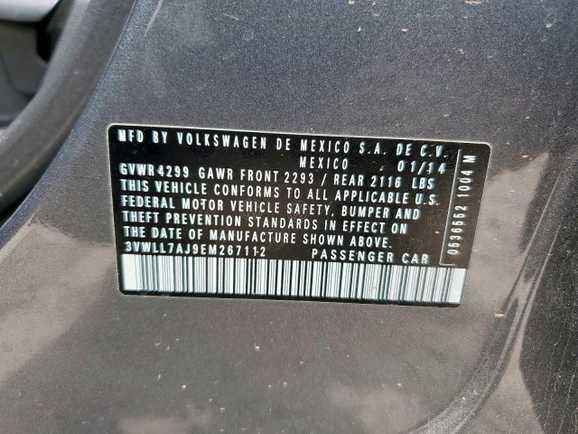 MFD BY VOLKSWAGEN DE MEXICO S.A. DE C.V.
MEXICO 01/14
GVWR 4299 GAWR FRONT 2293 / REAR 2116 LBS
THIS VEHICLE CONFORMS TO ALL APPLICABLE U.S.
FEDERAL MOTOR VEHICLE SAFETY, BUMPER AND
THEFT PREVENTION STANDARDS IN EFFECT ON
THE DATE OF MANUFACTURE SHOWN ABOVE.
3VWLL7AJ9EM267112 PASSENGER CAR
0536552 1004 M